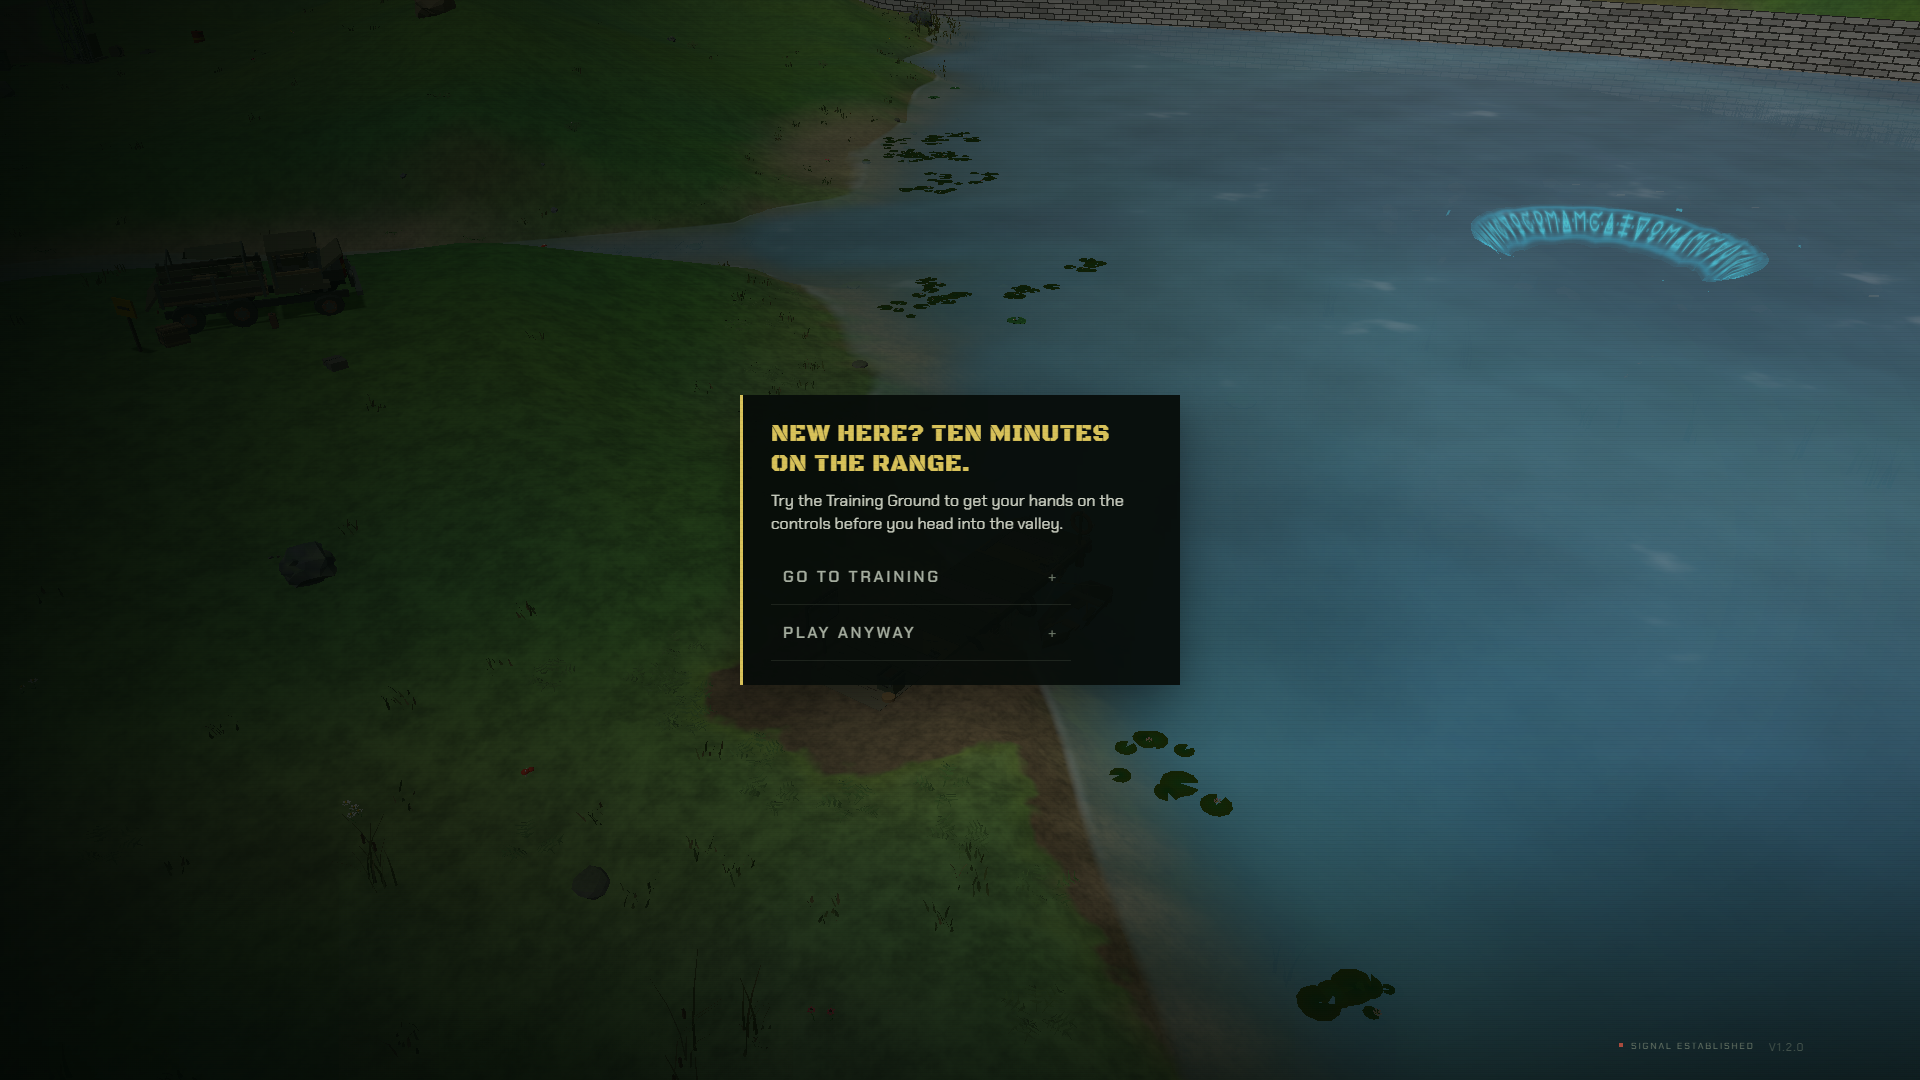 NEW HERE? TEN MINUTES
ON THE RANGE.
Try the Training Ground to get your hands on the
controls before you head into the valley.
GO TO TRAINING +
PLAY ANYWAY +
SIGNAL ESTABLISHED V1.2.0